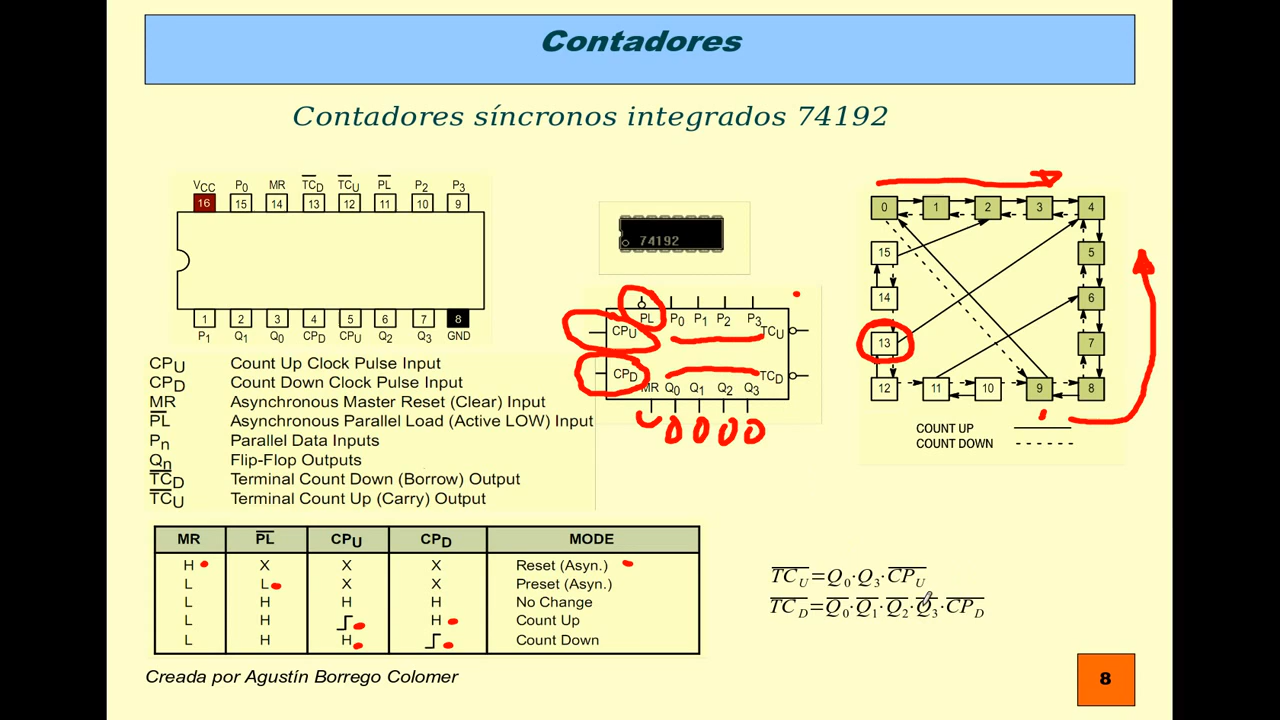 Contadores
Contadores síncronos integrados 74192
VCC P0 MR TCD TCU PL P2 P3
16 15 14 13 12 11 10 9
1 2 3 4 5 6 7 8
P1 Q1 Q0 CPD CPU Q2 Q3 GND
74192
PL P0 P1 P2 P3
CPU TCU
CPD TCD
MR Q0 Q1 Q2 Q3
0 0 0 0
0 1 2 3 4
15 5
14 6
13 7
12 11 10 9 8
COUNT UP
COUNT DOWN
CPU Count Up Clock Pulse Input
CPD Count Down Clock Pulse Input
MR Asynchronous Master Reset (Clear) Input
PL Asynchronous Parallel Load (Active LOW) Input
Pn Parallel Data Inputs
Qn Flip-Flop Outputs
TCD Terminal Count Down (Borrow) Output
TCU Terminal Count Up (Carry) Output
MR PL CPU CPD MODE
H X X X Reset (Asyn.)
L L X X Preset (Asyn.)
L H H H No Change
L H H Count Up
L H H Count Down
TCU=Q0·Q3·CPU
TCD=Q0·Q1·Q2·Q3·CPD
Creada por Agustín Borrego Colomer
8